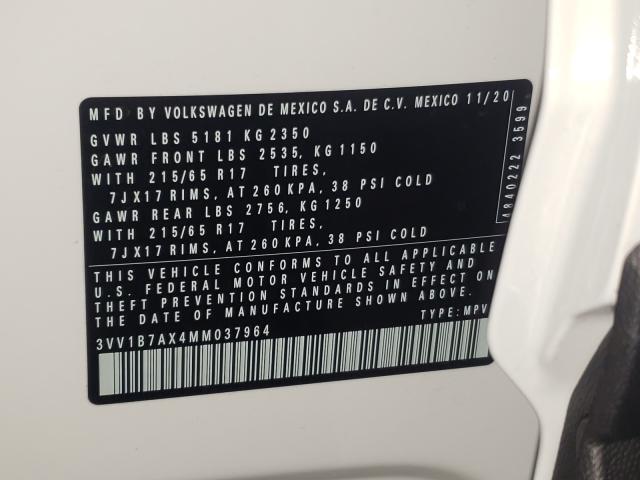 MFD BY VOLKSWAGEN DE MEXICO S.A. DE C.V. MEXICO 11/20
GVWR LBS 5181 KG 2350
GAWR FRONT LBS 2535, KG 1150
WITH 215/65 R17 TIRES,
7JX17 RIMS, AT 260 KPA, 38 PSI COLD
GAWR REAR LBS 2756, KG 1250
WITH 215/65 R17 TIRES,
7JX17 RIMS, AT 260 KPA, 38 PSI COLD
THIS VEHICLE CONFORMS TO ALL APPLICABLE
U.S. FEDERAL MOTOR VEHICLE SAFETY AND
THEFT PREVENTION STANDARDS IN EFFECT ON
THE DATE OF MANUFACTURE SHOWN ABOVE.
3VV1B7AX4MM037964 TYPE: MPV
4840222 3599